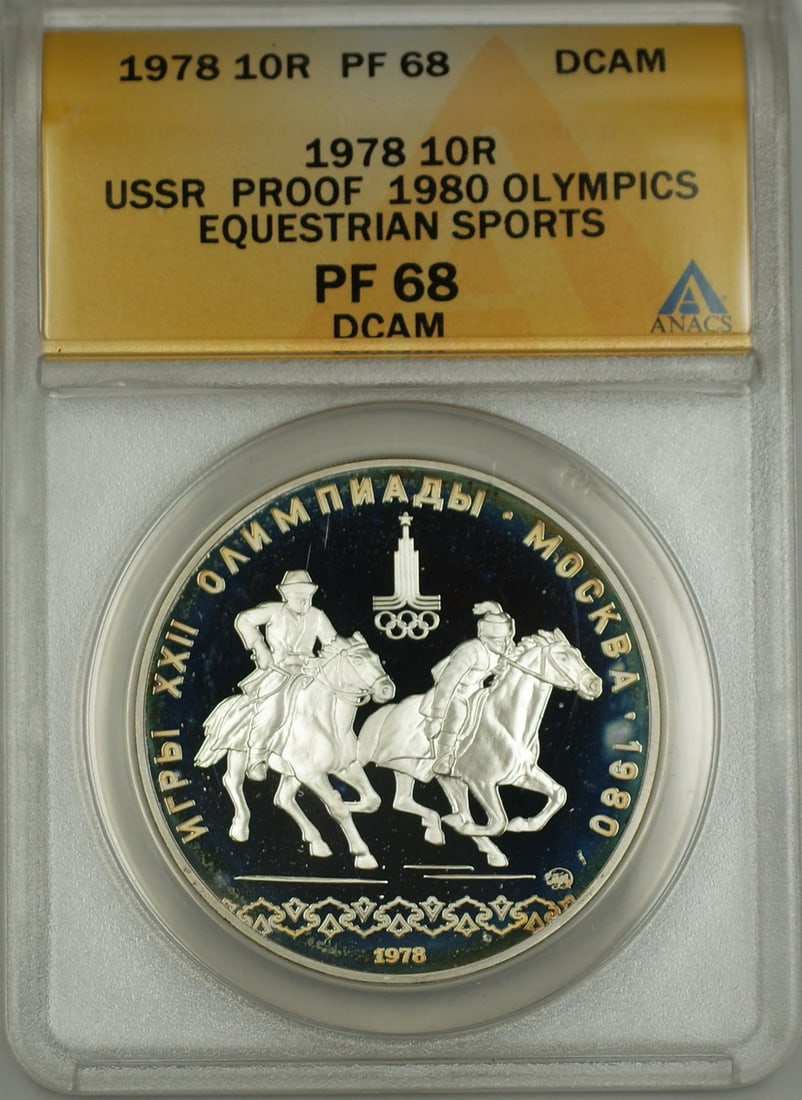 1978 10R PF 68 DCAM
1978 10R
USSR PROOF 1980 OLYMPICS
EQUESTRIAN SPORTS
PF 68
DCAM
ANACS
ИГРЫ XXII ОЛИМПИАДЫ · МОСКВА · 1980
1978